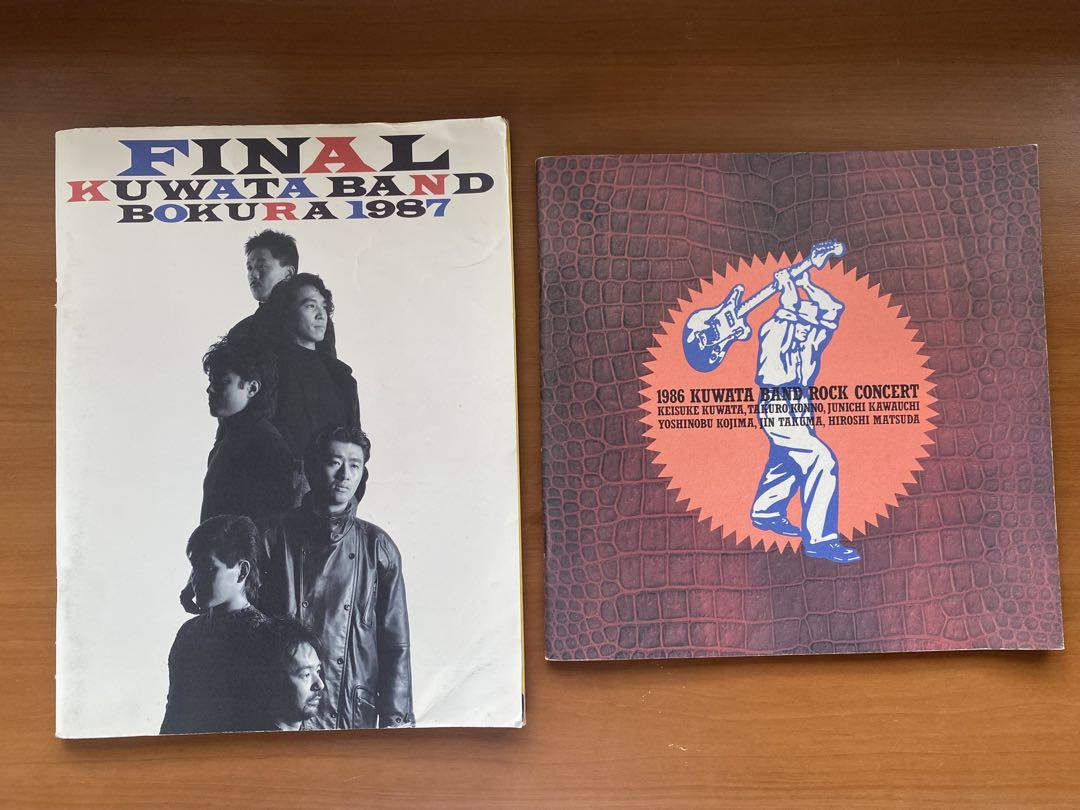 FINAL
KUWATA BAND
BOKURA 1987
1986 KUWATA BAND ROCK CONCERT
KEISUKE KUWATA, TAKURO KONNO, JUNICHI KAWAUCHI
YOSHINOBU KOJIMA, JIN TAKUMA, HIROSHI MATSUDA